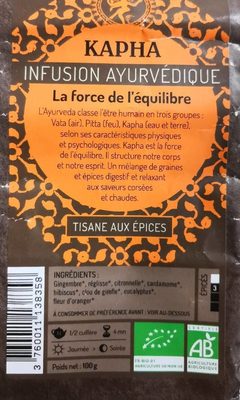 KAPHA
INFUSION AYURVÉDIQUE
La force de l'équilibre
L'Ayurveda classe l'être humain en trois groupes :
Vata (air), Pitta (feu), Kapha (eau et terre),
selon ses caractéristiques physiques
et psychologiques. Kapha est la force
de l'équilibre. Il structure notre corps
et notre esprit. Un mélange de graines
et épices digestif et relaxant
aux saveurs corsées
et chaudes.
TISANE AUX ÉPICES
INGRÉDIENTS :
Gingembre*, réglisse*, citronnelle*, cardamome*,
hibiscus*, clou de girofle*, eucalyptus*,
fleur d'oranger*
À CONSOMMER DE PRÉFÉRENCE AVANT : VOIR AU-DESSOUS
1/2 cuillère
4 mn
Journée
Soirée
Poids net : 100 g
ÉPICÉS
3
3 760011 138358
AGRICULTURE
AB
BIOLOGIQUE